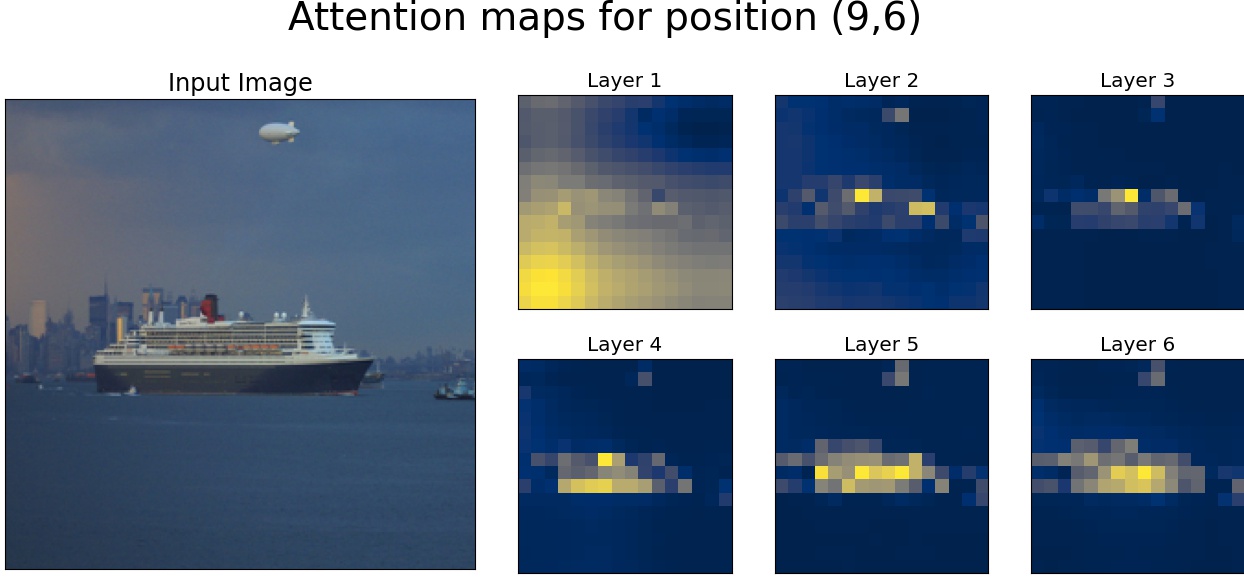 Attention maps for position (9,6)
Input Image
Layer 1
Layer 2
Layer 3
Layer 4
Layer 5
Layer 6